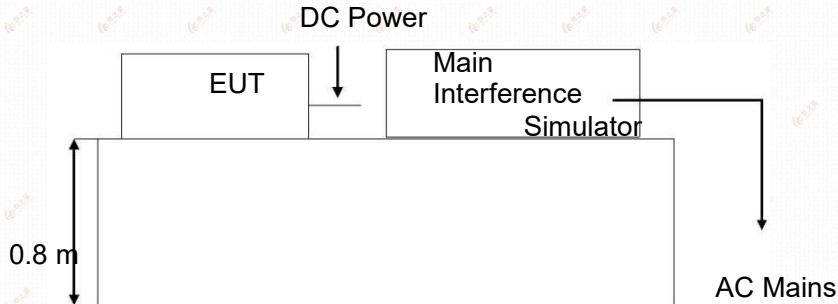 DC Power
EUT
Main
Interference
Simulator
0.8 m
AC Mains